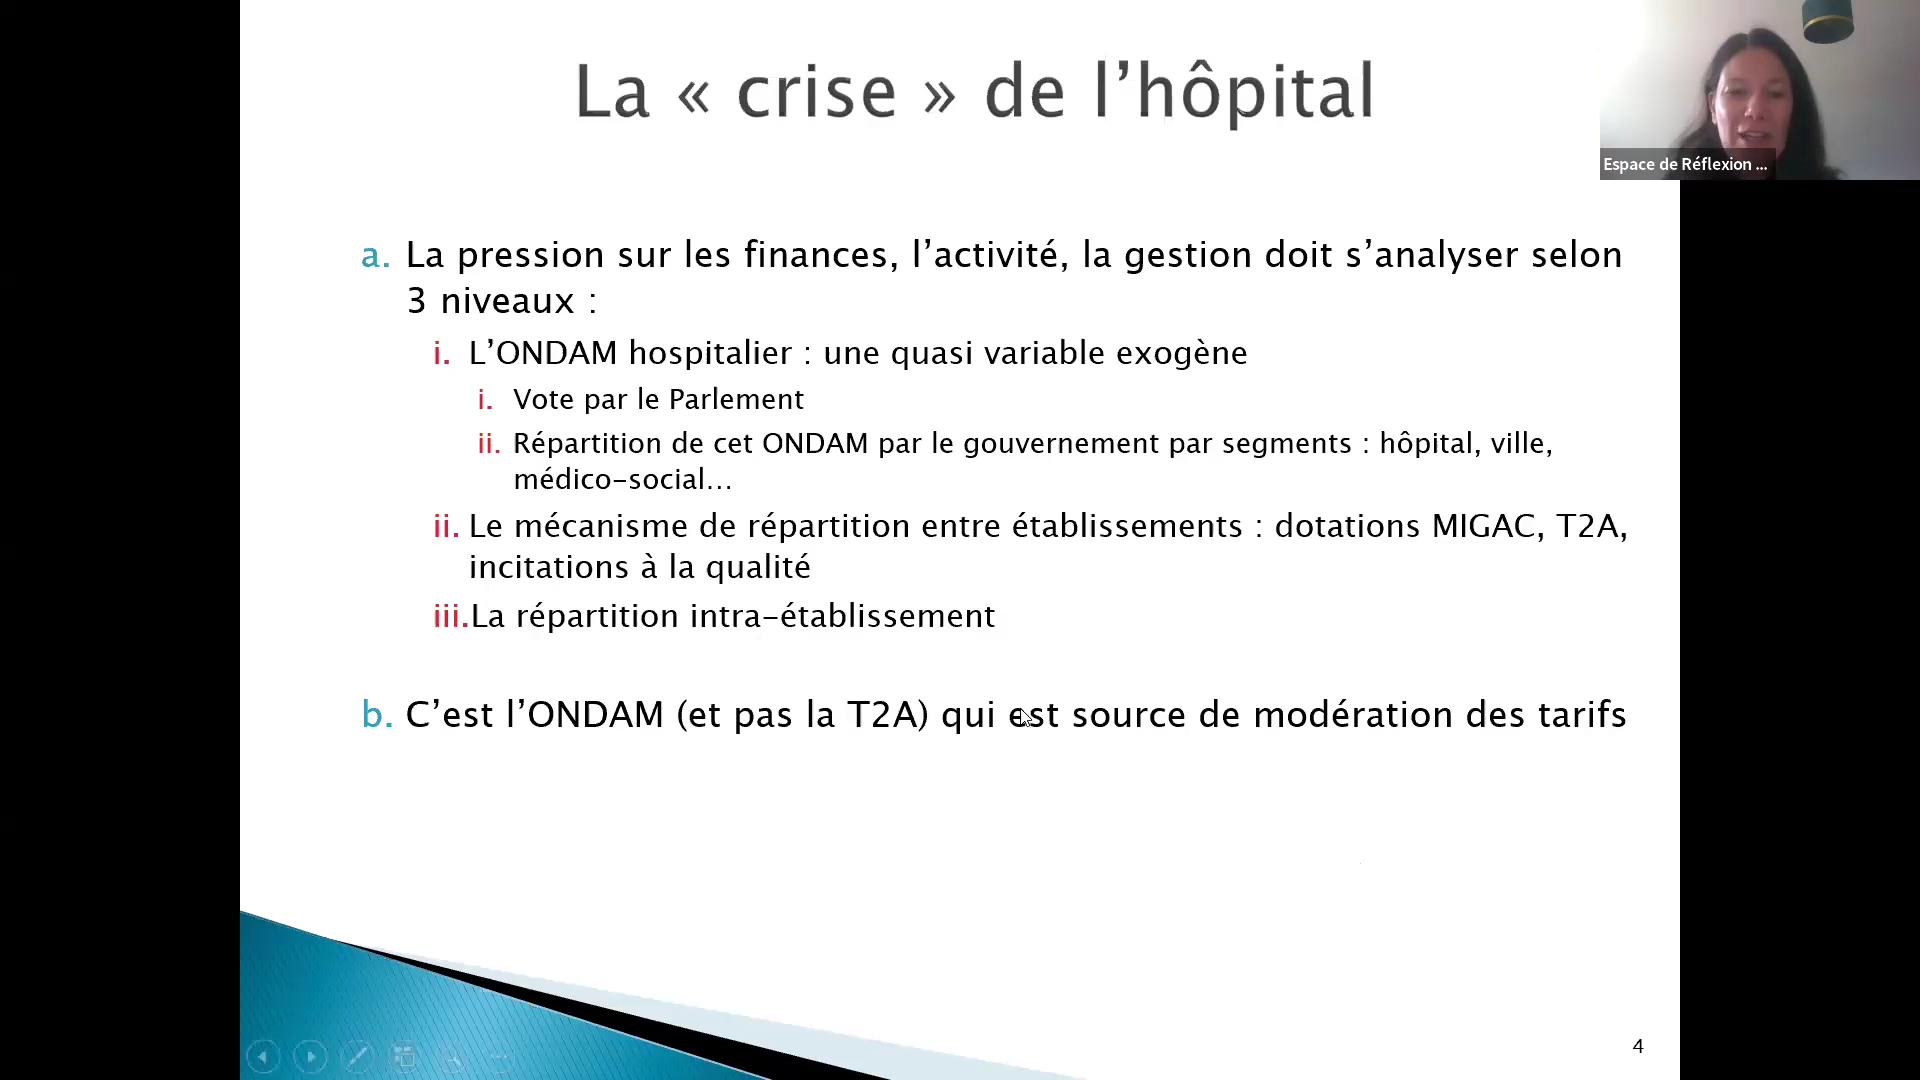 La « crise » de l’hôpital
Espace de Réflexion ...
a. La pression sur les finances, l’activité, la gestion doit s’analyser selon
3 niveaux :
i. L’ONDAM hospitalier : une quasi variable exogène
i. Vote par le Parlement
ii. Répartition de cet ONDAM par le gouvernement par segments : hôpital, ville,
médico-social…
ii. Le mécanisme de répartition entre établissements : dotations MIGAC, T2A,
incitations à la qualité
iii. La répartition intra-établissement
b. C’est l’ONDAM (et pas la T2A) qui est source de modération des tarifs
4